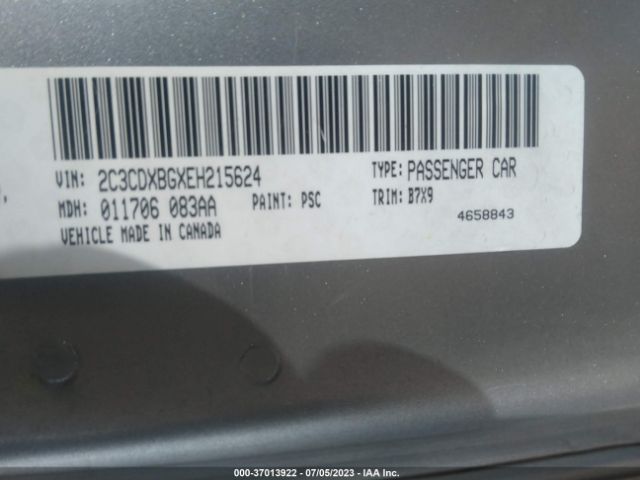 VIN: 2C3CDXBGXEH215624 TYPE: PASSENGER CAR
MDH: 011706 083AA PAINT: PSC TRIM: B7X9
VEHICLE MADE IN CANADA 4658843
000-37013922 / 07/05/2023 - IAA Inc.